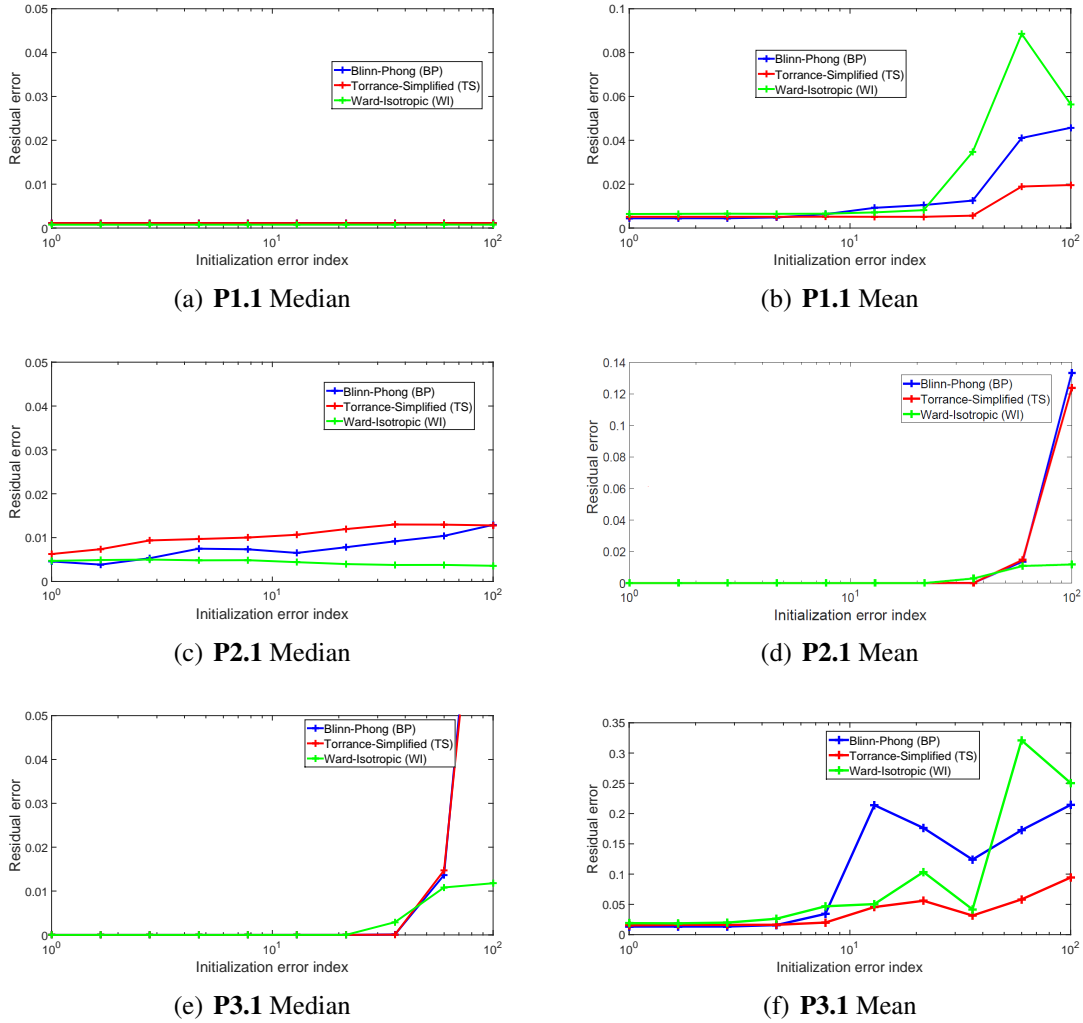 0.05
0.04
0.03
0.02
0.01
0
Residual error
Blinn-Phong (BP)
Torrance-Simplified (TS)
Ward-Isotropic (WI)
10^0
10^1
10^2
Initialization error index
(a) P1.1 Median
0.1
0.08
0.06
0.04
0.02
0
Residual error
Blinn-Phong (BP)
Torrance-Simplified (TS)
Ward-Isotropic (WI)
10^0
10^1
10^2
Initialization error index
(b) P1.1 Mean
0.05
0.04
0.03
0.02
0.01
0
Residual error
Blinn-Phong (BP)
Torrance-Simplified (TS)
Ward-Isotropic (WI)
10^0
10^1
10^2
Initialization error index
(c) P2.1 Median
0.14
0.12
0.10
0.08
0.06
0.04
0.02
0
Residual error
Blinn-Phong (BP)
Torrance-Simplified (TS)
Ward-Isotropic (WI)
10^0
10^1
10^2
Initialization error index
(d) P2.1 Mean
0.05
0.04
0.03
0.02
0.01
0
Residual error
Blinn-Phong (BP)
Torrance-Simplified (TS)
Ward-Isotropic (WI)
10^0
10^1
10^2
Initialization error index
(e) P3.1 Median
0.35
0.3
0.25
0.2
0.15
0.1
0.05
0
Residual error
Blinn-Phong (BP)
Torrance-Simplified (TS)
Ward-Isotropic (WI)
10^0
10^1
10^2
Initialization error index
(f) P3.1 Mean